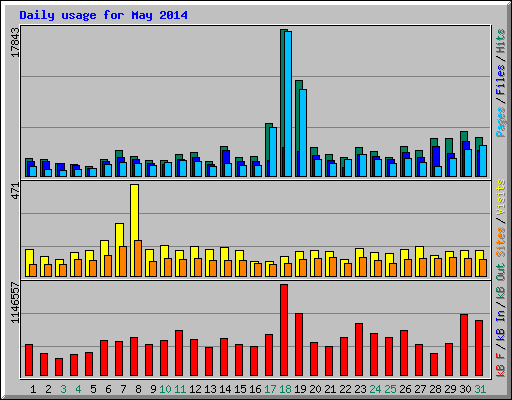 Daily usage for May 2014
17843
Pages / Files / Hits
471
Sites / Visits
1146557
kB F / kB In / kB Out
1 2 3 4 5 6 7 8 9 10 11 12 13 14 15 16 17 18 19 20 21 22 23 24 25 26 27 28 29 30 31